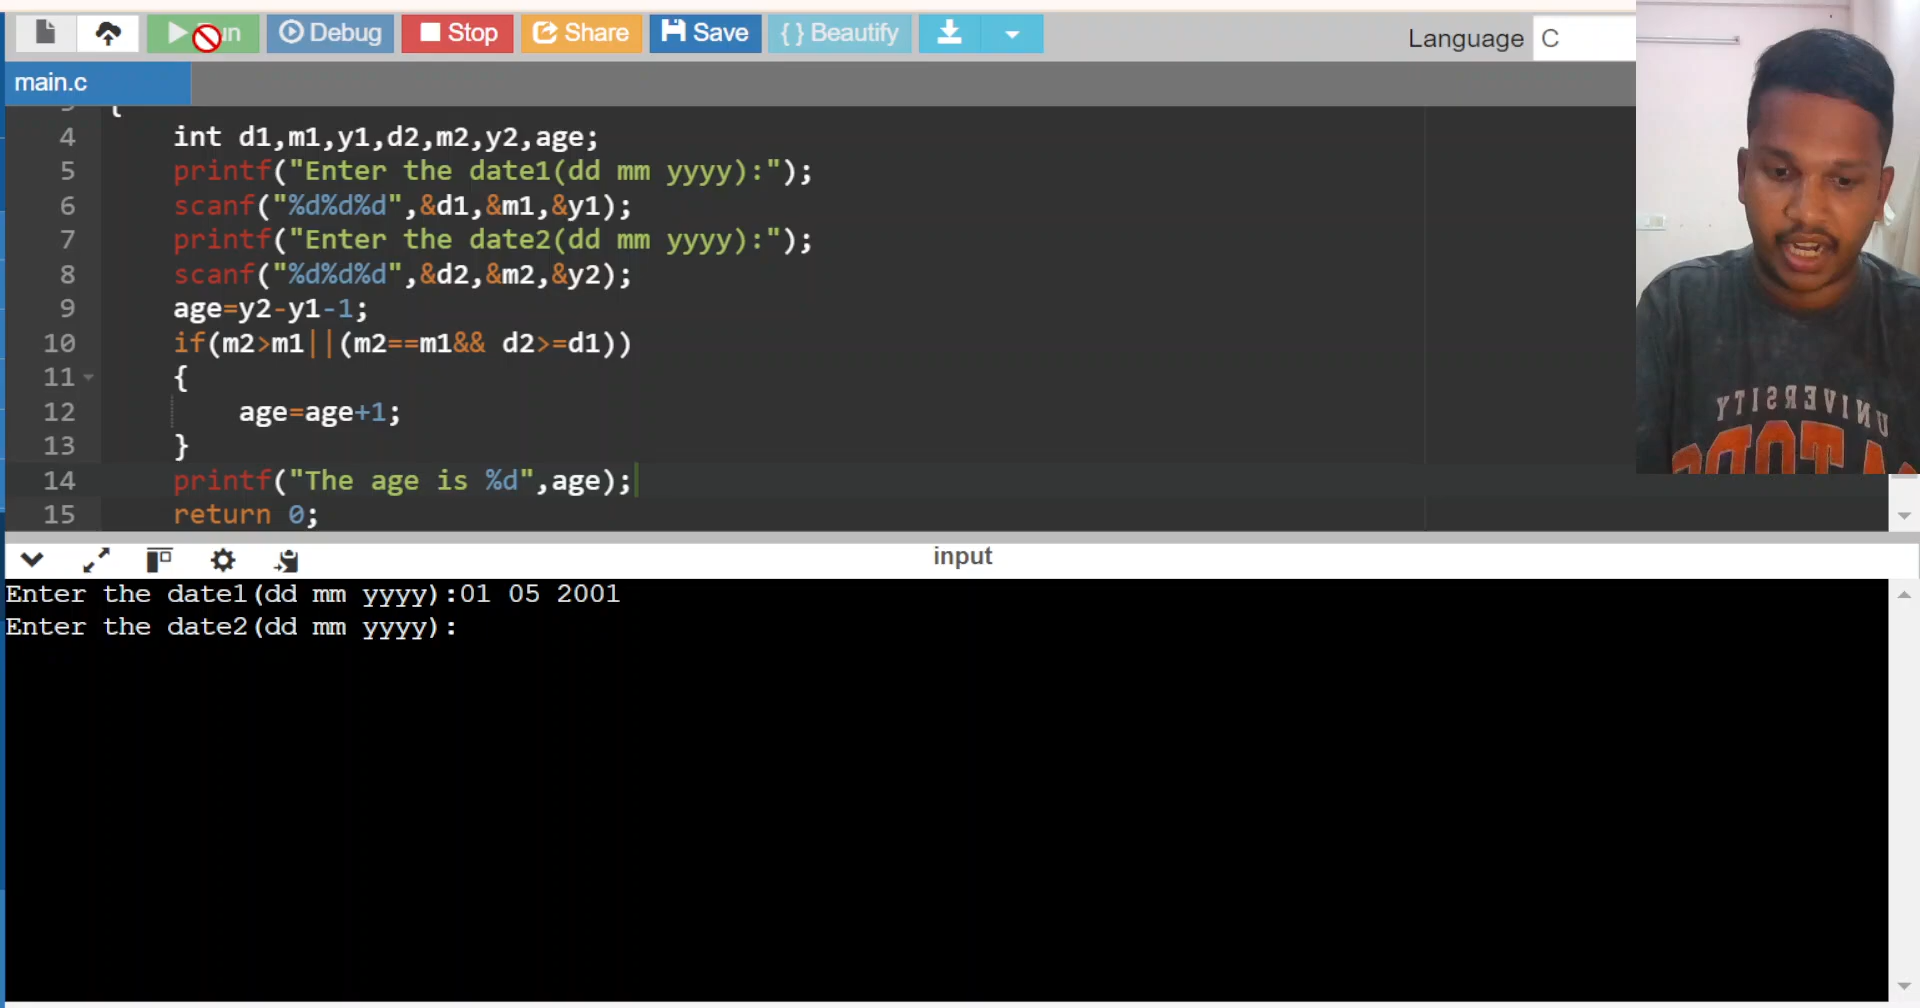 Run Debug Stop Share Save { } Beautify Language C
main.c
3 {
4 int d1,m1,y1,d2,m2,y2,age;
5 printf("Enter the date1(dd mm yyyy):");
6 scanf("%d%d%d",&d1,&m1,&y1);
7 printf("Enter the date2(dd mm yyyy):");
8 scanf("%d%d%d",&d2,&m2,&y2);
9 age=y2-y1-1;
10 if(m2>m1||(m2==m1&& d2>=d1))
11 {
12 age=age+1;
13 }
14 printf("The age is %d",age);
15 return 0;
input
Enter the date1(dd mm yyyy):01 05 2001
Enter the date2(dd mm yyyy):
UNIVERSITY